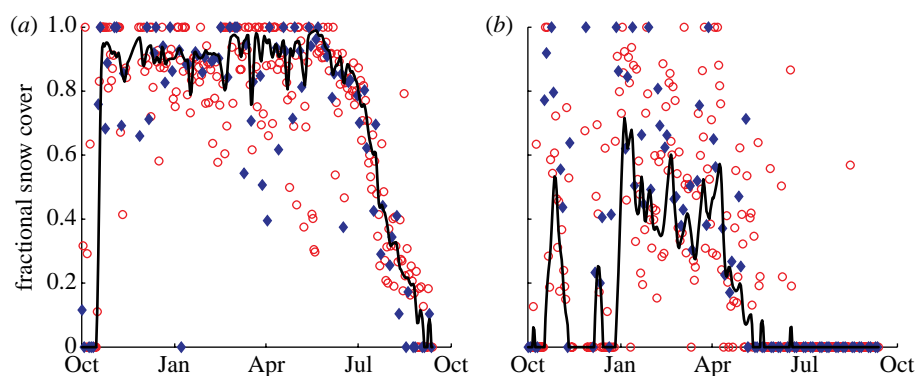 (a)
(b)
fractional snow cover
1.0
0.8
0.6
0.4
0.2
0
Oct Jan Apr Jul Oct
Oct Jan Apr Jul Oct